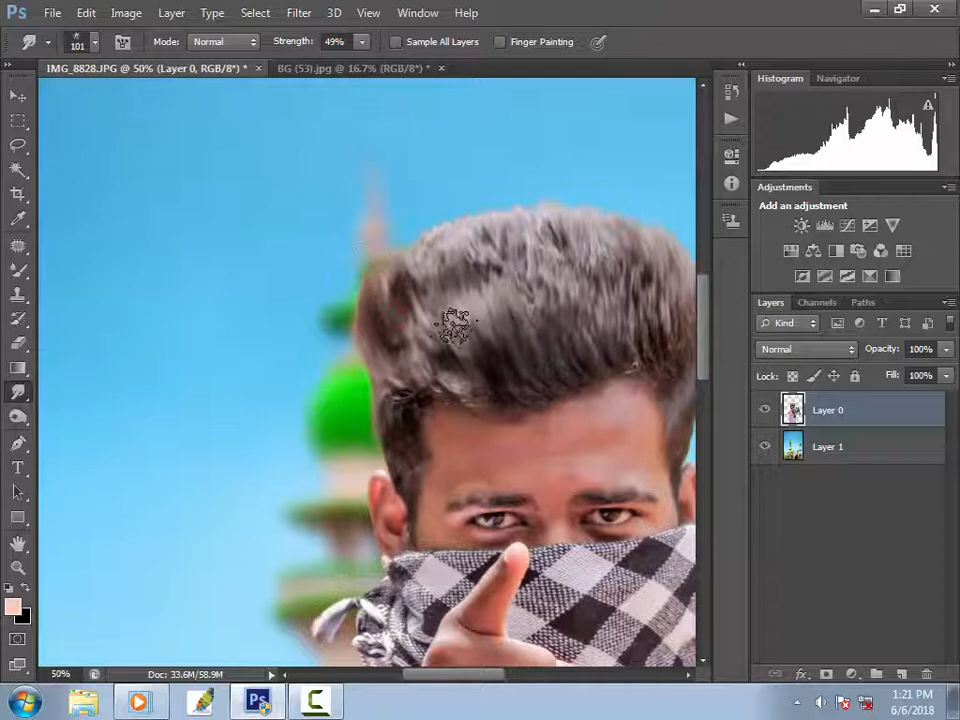 Ps File Edit Image Layer Type Select Filter 3D View Window Help
101 Mode: Normal Strength: 49% Sample All Layers Finger Painting
IMG_8828.JPG @ 50% (Layer 0, RGB/8*) * × BG (53).jpg @ 16.7% (RGB/8*) * ×
Histogram Navigator
Adjustments
Add an adjustment
Layers Channels Paths
Kind
Normal Opacity: 100%
Lock: Fill: 100%
Layer 0
Layer 1
T
50% Doc: 33.6M/58.9M
Ps C 1:21 PM
6/6/2018